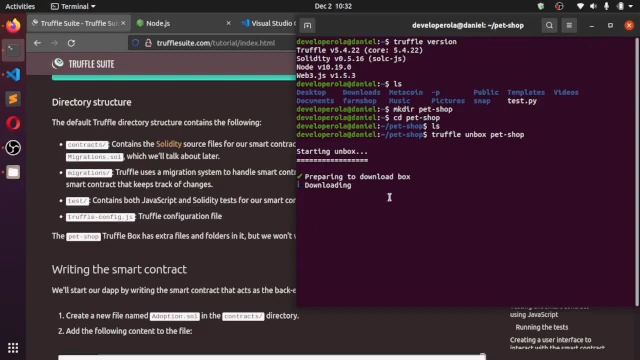 Activities
Terminal
Dec 2 10:32
Truffle Suite
Node.js
Visual Studio
trufflesuite.com/tutorial/index.html
TRUFFLE SUITE
Directory structure
The default Truffle directory structure contains the following:
contracts/: Contains the Solidity source files for our smart contract
Migrations.sol, which we'll talk about later.
migrations/: Truffle uses a migration system to handle smart contr
smart contract that keeps track of changes.
test/: Contains both JavaScript and Solidity tests for our smart contr
truffle-config.js: Truffle configuration file
The pet-shop Truffle Box has extra files and folders in it, but we won't
Writing the smart contract
We'll start our dapp by writing the smart contract that acts as the back-e
1. Create a new file named Adoption.sol in the contracts/ directory.
2. Add the following content to the file:
developerola@daniel: ~/pet-shop
developerola@daniel:~$ truffle version
Truffle v5.4.22 (core: 5.4.22)
Solidity v0.5.16 (solc-js)
Node v10.19.0
Web3.js v1.5.3
developerola@daniel:~$ ls
Desktop Downloads Metacoin -p Public Templates Videos
Documents farmshop Music Pictures snap test.py
developerola@daniel:~$ mkdir pet-shop
developerola@daniel:~$ cd pet-shop
developerola@daniel:~/pet-shop$ ls
developerola@daniel:~/pet-shop$ truffle unbox pet-shop
Starting unbox...
=================
✓ Preparing to download box
Downloading
using JavaScript
Running the tests
Creating a user interface to
interact with the smart contract